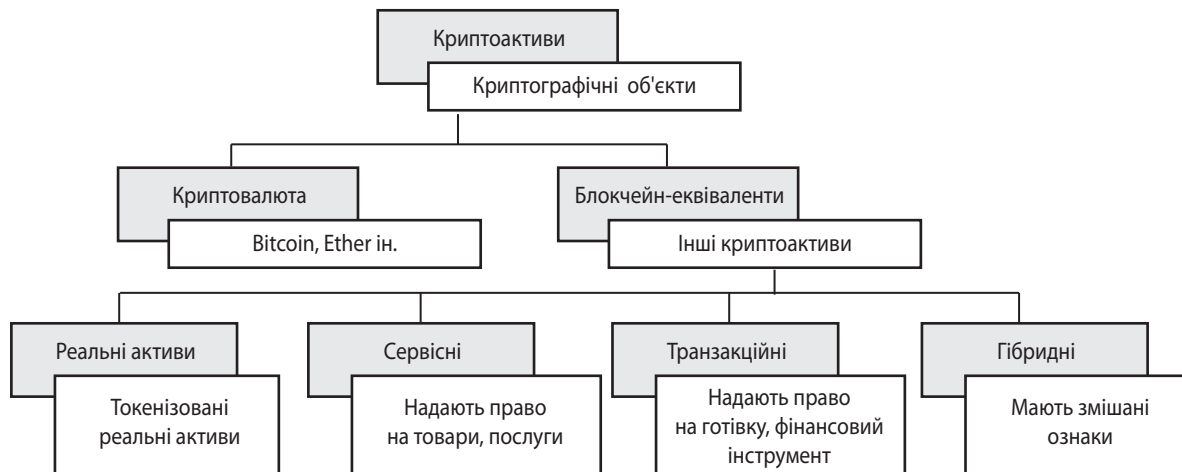 Криптоактиви
Криптографічні об'єкти
Криптовалюта
Bitcoin, Ether ін.
Блокчейн-еквіваленти
Інші криптоактиви
Реальні активи
Токенізовані
реальні активи
Сервісні
Надають право
на товари, послуги
Транзакційні
Надають право
на готівку, фінансовий
інструмент
Гібридні
Мають змішані
ознаки